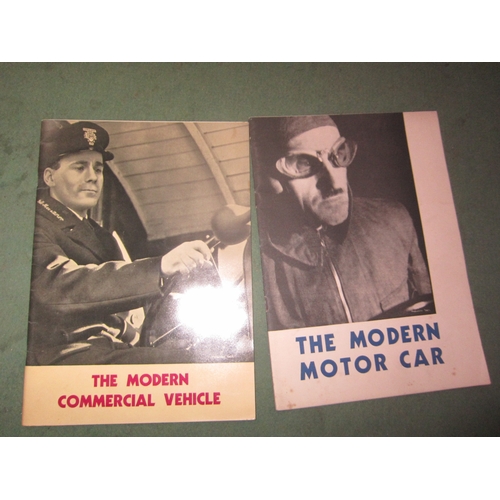 THE MODERN
COMMERCIAL VEHICLE
THE MODERN
MOTOR CAR